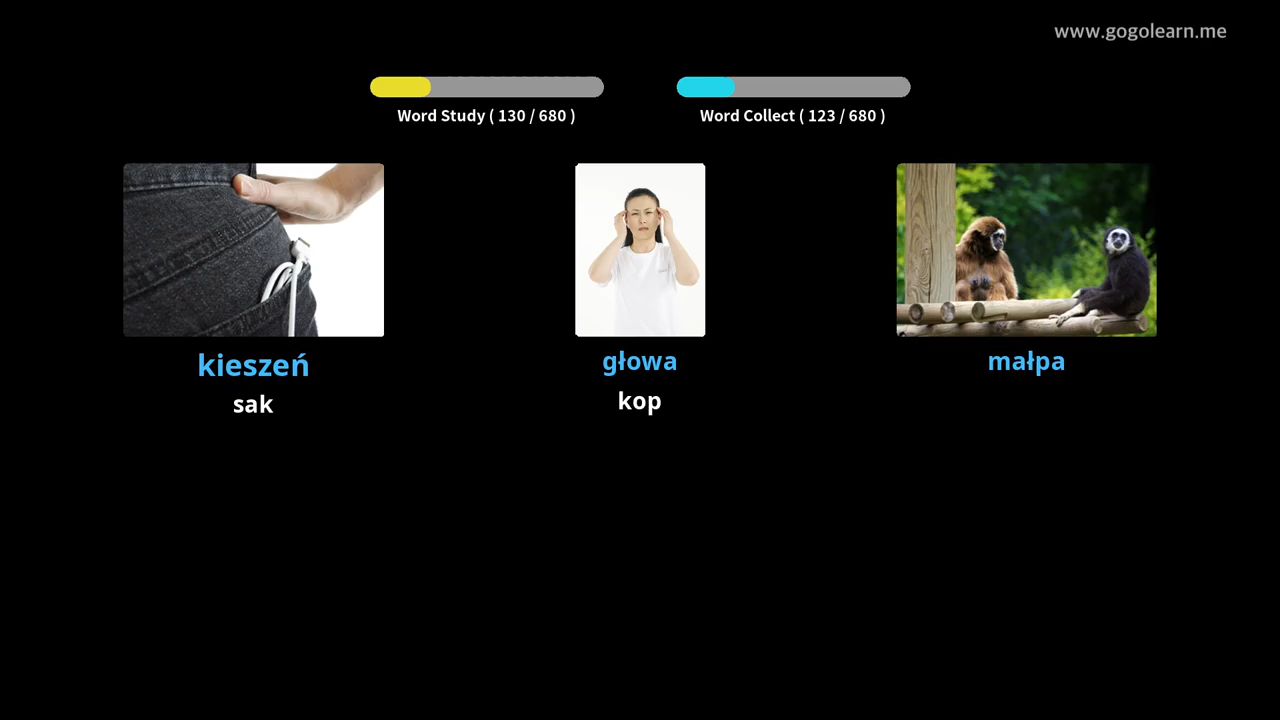 www.gogolearn.me
Word Study ( 130 / 680 )
Word Collect ( 123 / 680 )
kieszeń
sak
głowa
kop
małpa